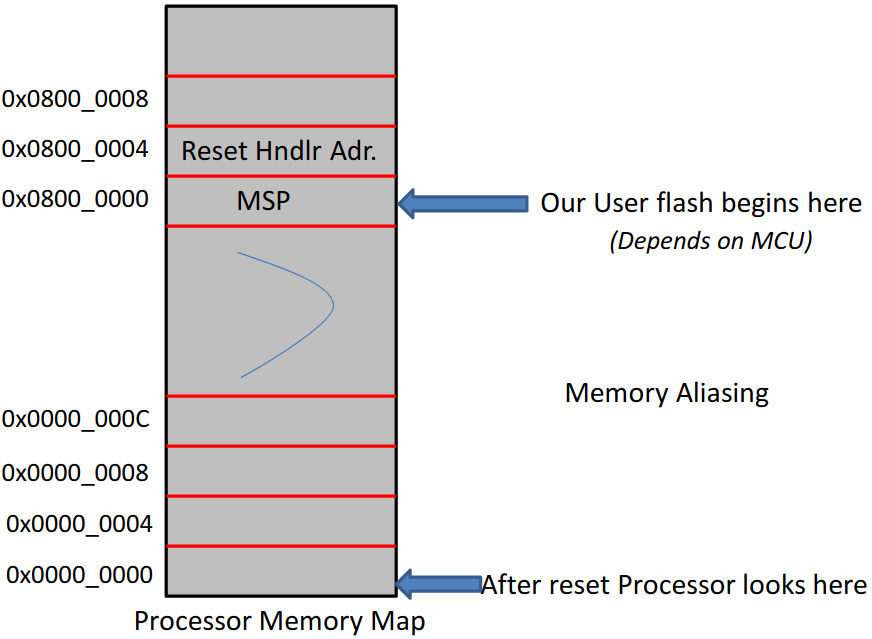 0x0800_0008
0x0800_0004 Reset Hndlr Adr.
0x0800_0000 MSP Our User flash begins here
(Depends on MCU)
Memory Aliasing
0x0000_000C
0x0000_0008
0x0000_0004
0x0000_0000 After reset Processor looks here
Processor Memory Map